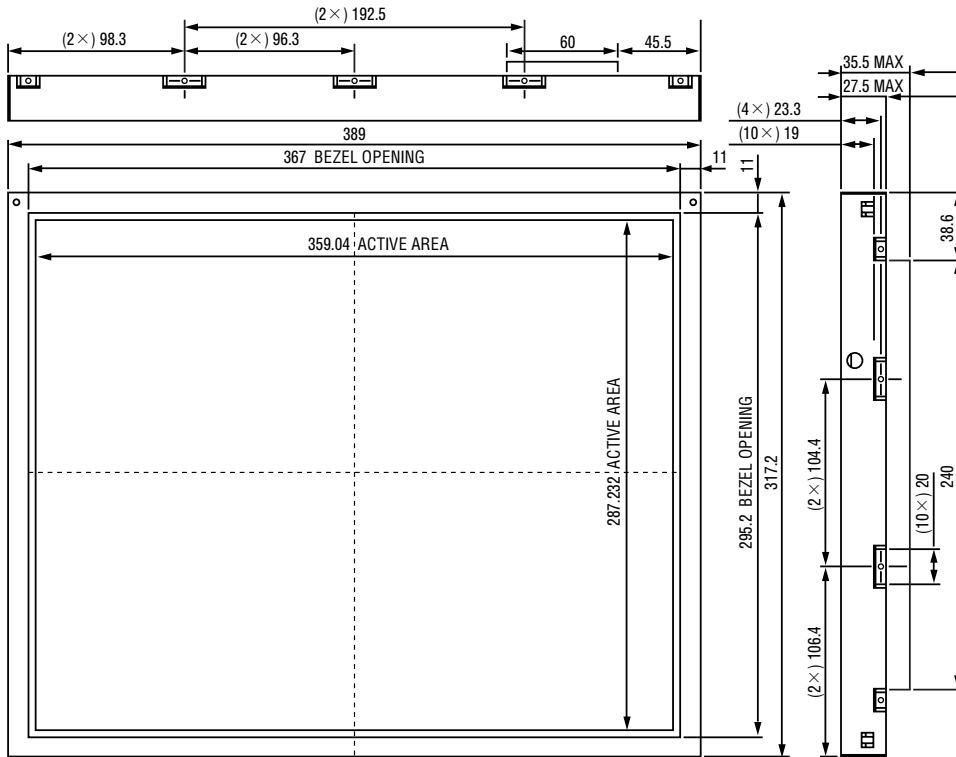 (2×) 192.5
(2×) 98.3
(2×) 96.3
60
45.5
35.5 MAX
27.5 MAX
(4×) 23.3
(10×) 19
389
367 BEZEL OPENING
11
11
359.04 ACTIVE AREA
38.6
287.232 ACTIVE AREA
295.2 BEZEL OPENING
317.2
(2×) 104.4
(10×) 20
240
(2×) 106.4